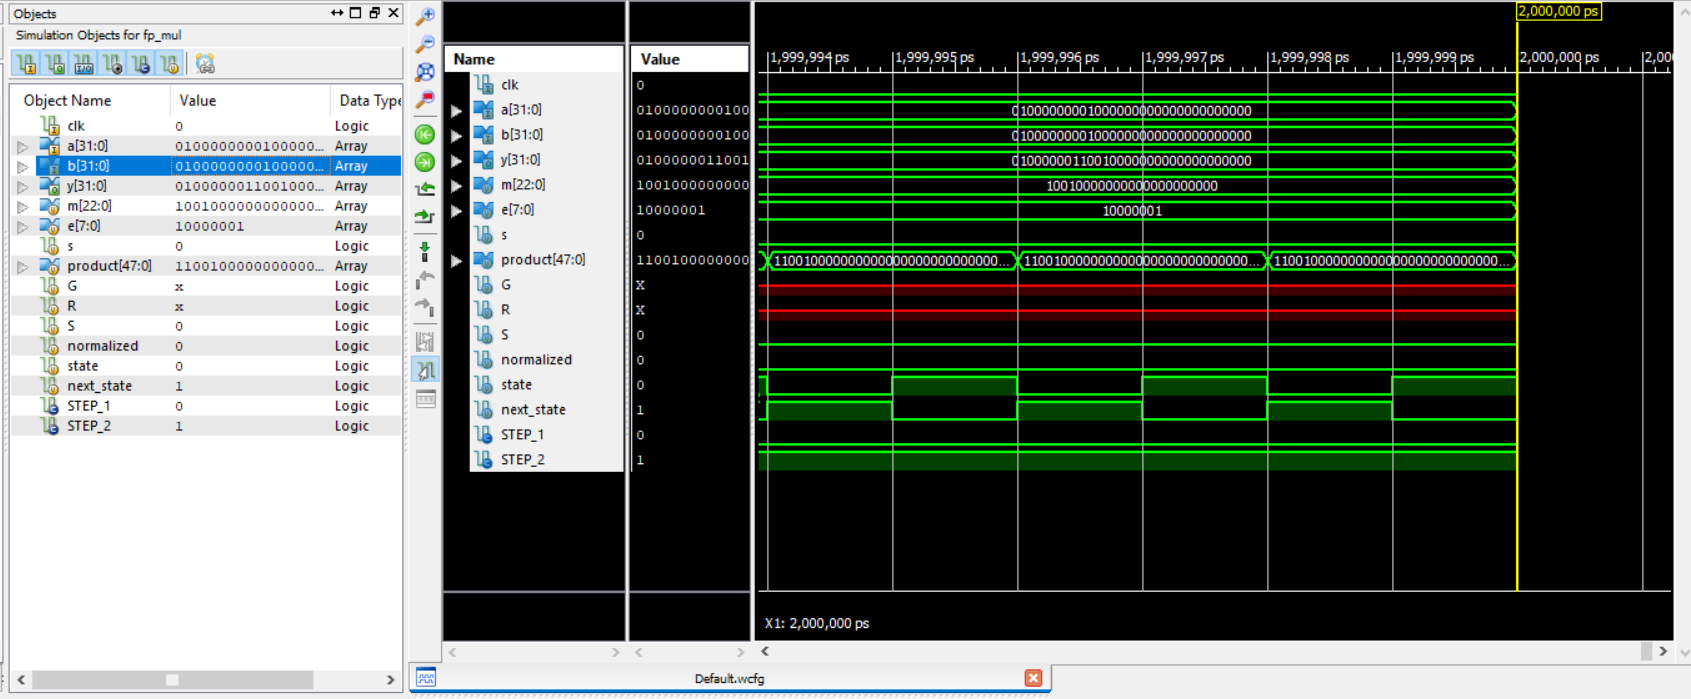 Objects
Simulation Objects for fp_mul
Object Name Value Data Type
clk 0 Logic
a[31:0] 0100000000100000... Array
b[31:0] 0100000000100000... Array
y[31:0] 0100000011001000... Array
m[22:0] 1001000000000000... Array
e[7:0] 10000001 Array
s 0 Logic
product[47:0] 1100100000000000... Array
G x Logic
R x Logic
S 0 Logic
normalized 0 Logic
state 0 Logic
next_state 1 Logic
STEP_1 0 Logic
STEP_2 1 Logic
Name Value
clk 0
a[31:0] 0100000000100
b[31:0] 0100000000100
y[31:0] 0100000011001
m[22:0] 1001000000000
e[7:0] 10000001
s 0
product[47:0] 1100100000000
G X
R X
S 0
normalized 0
state 0
next_state 1
STEP_1 0
STEP_2 1
2,000,000 ps
1,999,994 ps 1,999,995 ps 1,999,996 ps 1,999,997 ps 1,999,998 ps 1,999,999 ps 2,000,000 ps 2,00
01000000001000000000000000000000
01000000001000000000000000000000
01000000110010000000000000000000
10010000000000000000000
10000001
X1: 2,000,000 ps
Default.wcfg